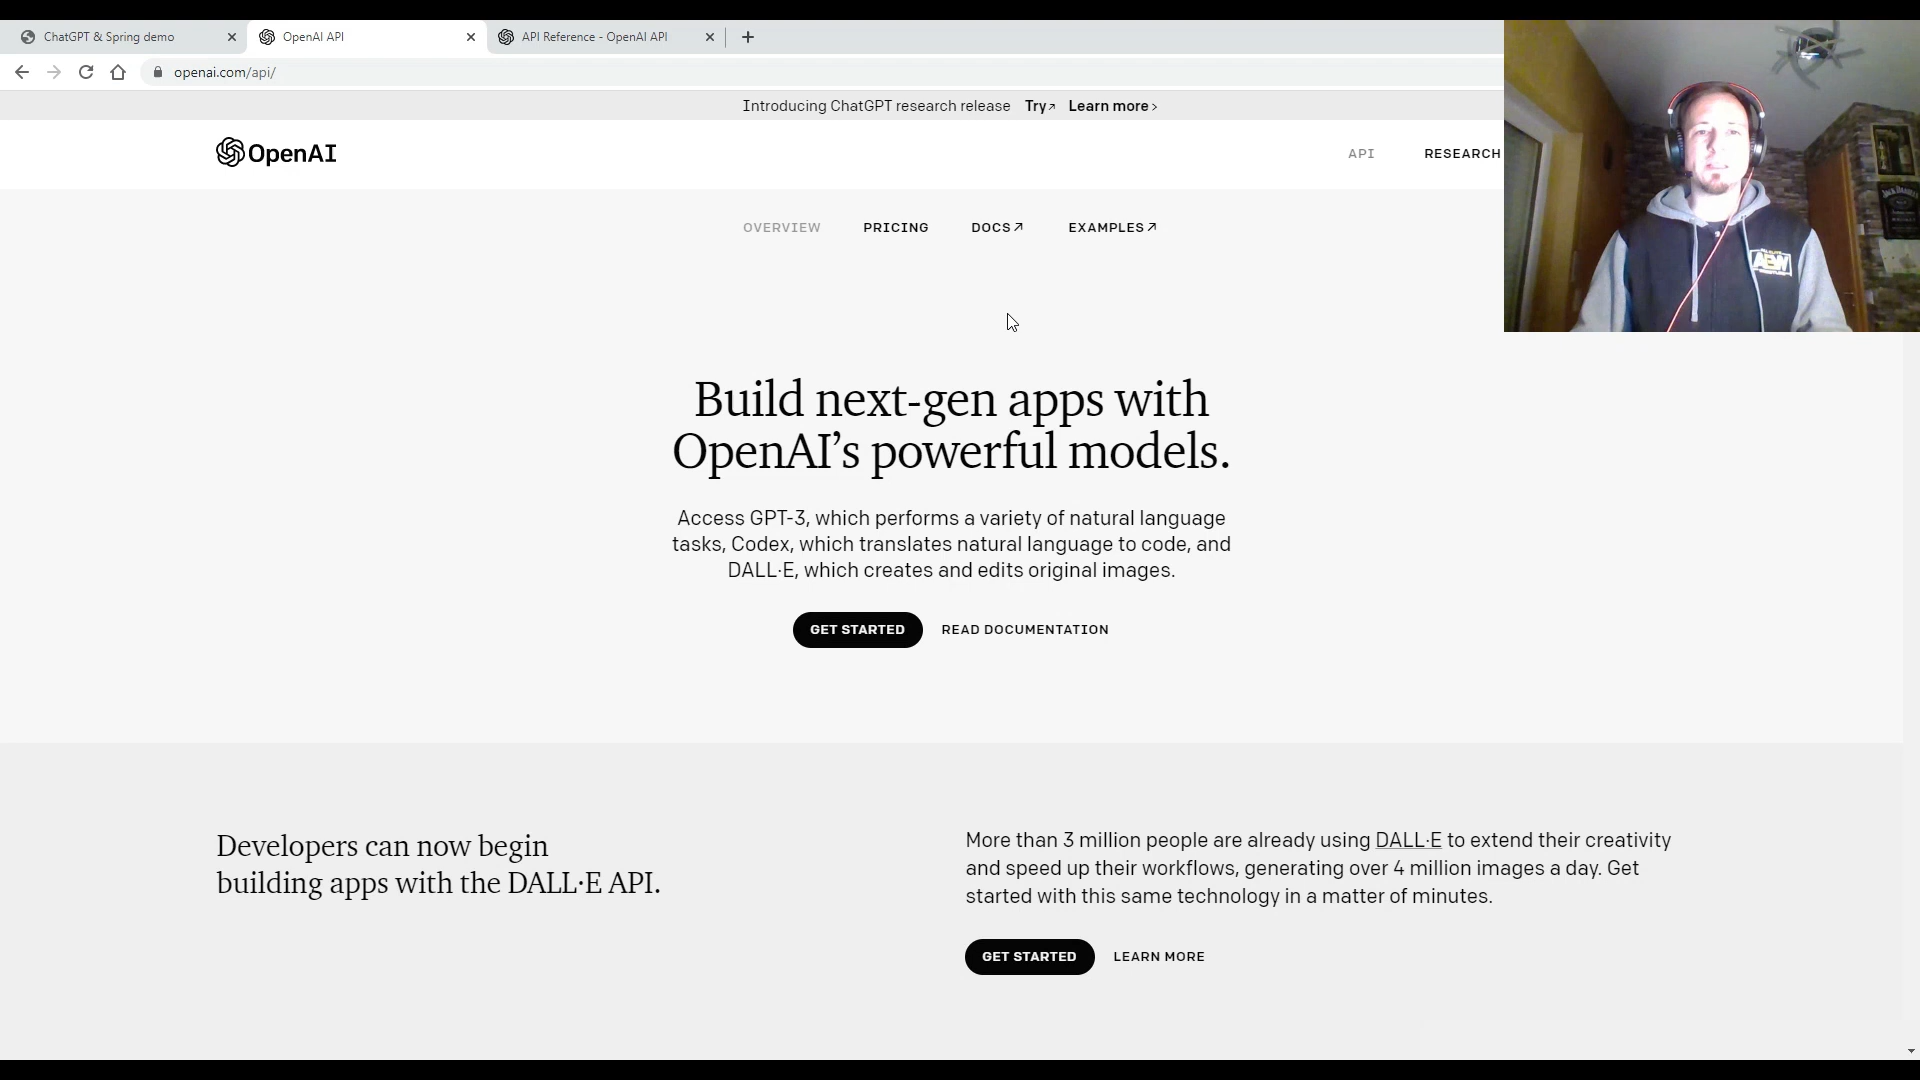 ChatGPT & Spring demo
OpenAI API
API Reference - OpenAI API
openai.com/api/
Introducing ChatGPT research release Try↗ Learn more ›
OpenAI
API RESEARCH
OVERVIEW PRICING DOCS↗ EXAMPLES↗
Build next-gen apps with
OpenAI’s powerful models.
Access GPT-3, which performs a variety of natural language
tasks, Codex, which translates natural language to code, and
DALL·E, which creates and edits original images.
GET STARTED READ DOCUMENTATION
Developers can now begin
building apps with the DALL·E API.
More than 3 million people are already using DALL·E to extend their creativity
and speed up their workflows, generating over 4 million images a day. Get
started with this same technology in a matter of minutes.
GET STARTED LEARN MORE
AEW
JACK DANIEL'S